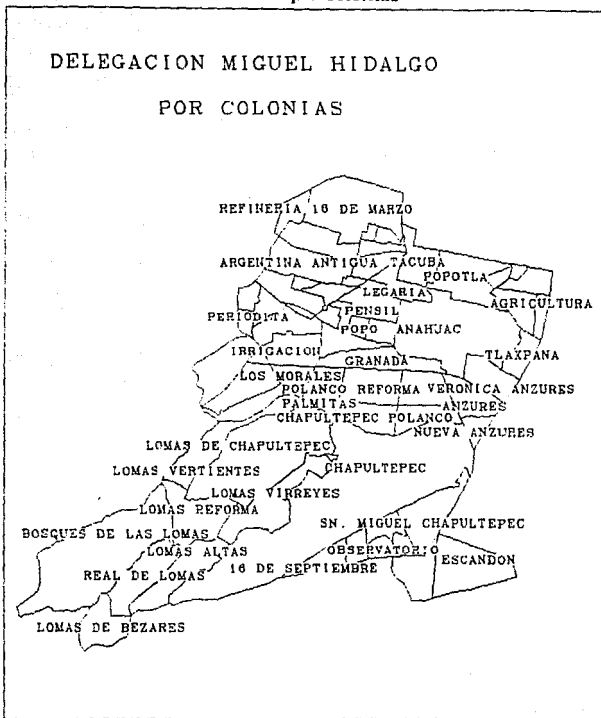 DELEGACION MIGUEL HIDALGO
POR COLONIAS
REFINERIA 16 DE MARZO
ARGENTINA ANTIGUA TACUBA
POPOTLA
LEGARIA
AGRICULTURA
PERIODITA
PENSIL
POPO ANAHUAC
IRRIGACION
TLAXPANA
GRANADA
LOS MORALES
POLANCO REFORMA VERONICA ANZURES
PALMITAS
ANZURES
CHAPULTEPEC POLANCO
NUEVA ANZURES
LOMAS DE CHAPULTEPEC
LOMAS VERTIENTES
CHAPULTEPEC
LOMAS VIRREYES
LOMAS REFORMA
SN. MIGUEL CHAPULTEPEC
BOSQUES DE LAS LOMAS
LOMAS ALTAS
OBSERVATORIO
ESCANDON
REAL DE LOMAS
16 DE SEPTIEMBRE
LOMAS DE BEZARES